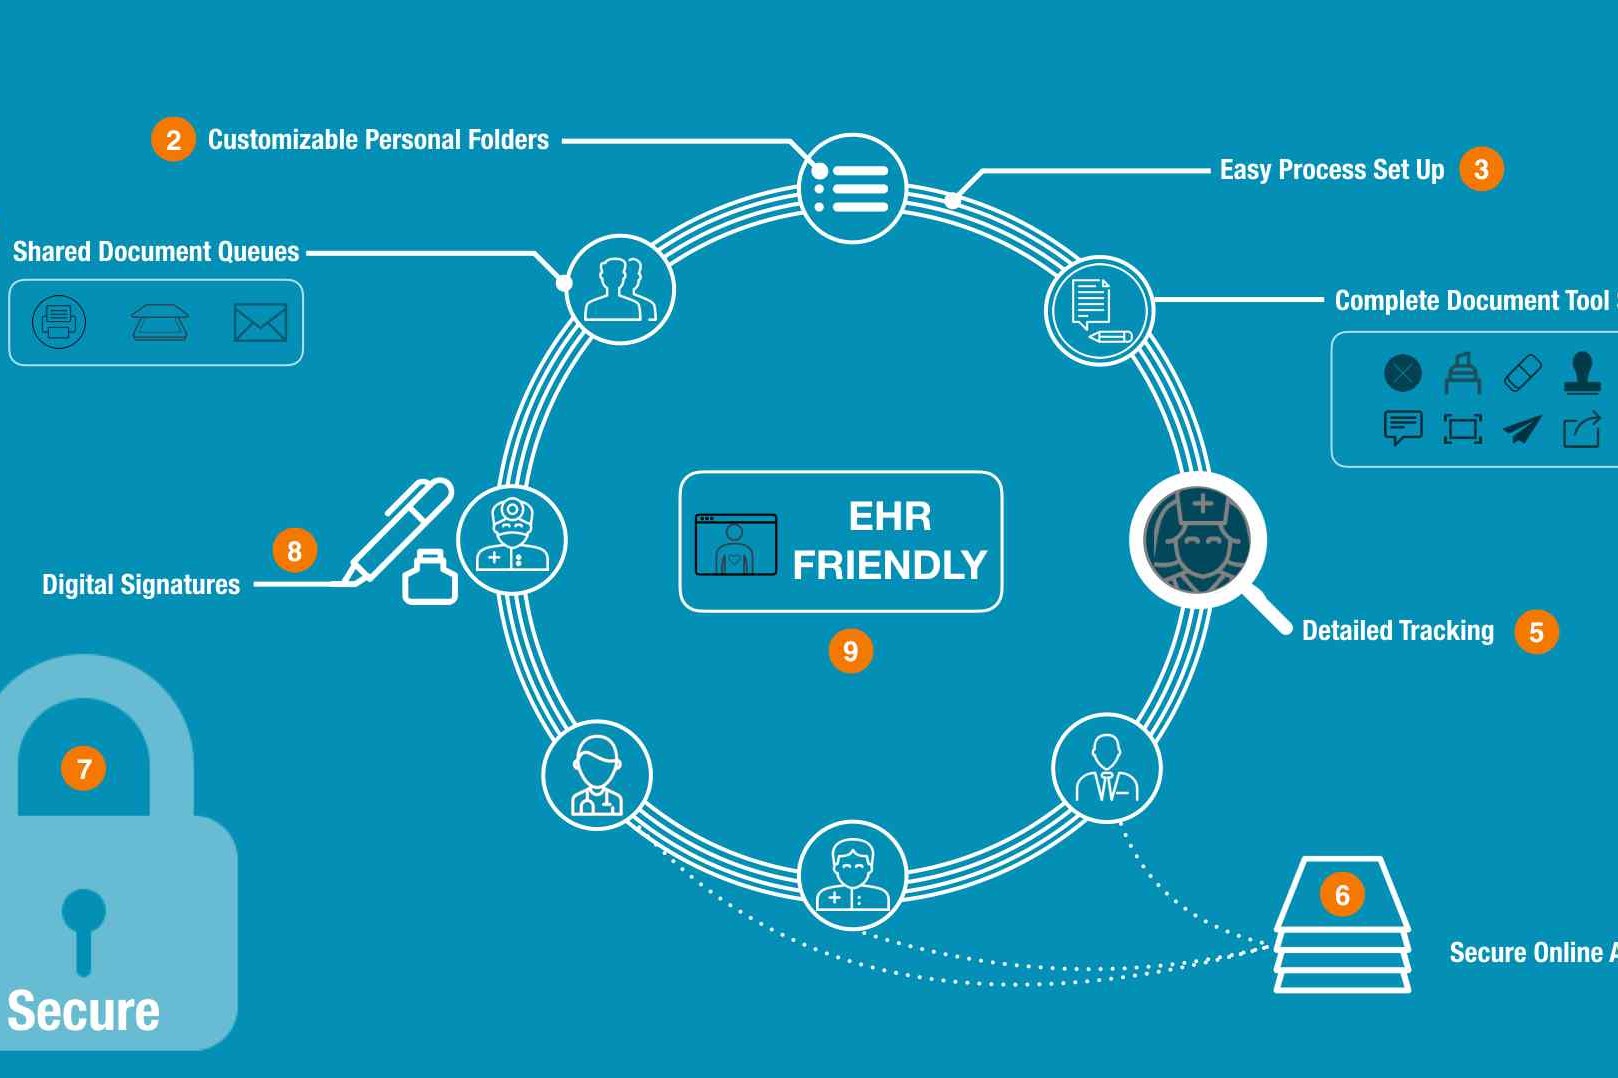 2 Customizable Personal Folders
Easy Process Set Up 3
Shared Document Queues
Complete Document Tool
EHR
FRIENDLY
9
8
Digital Signatures
Detailed Tracking 5
7
6
Secure Online
Secure